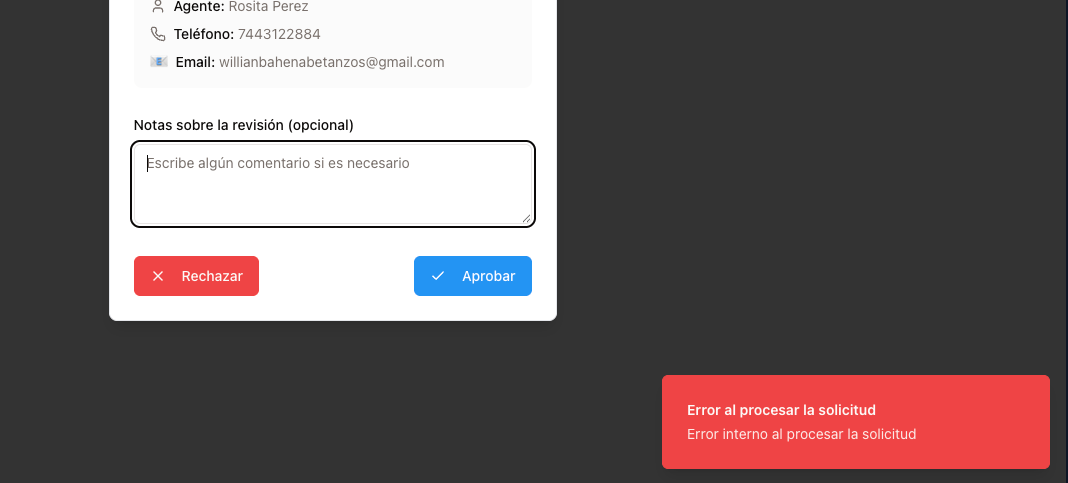 Agente: Rosita Perez
Teléfono: 7443122884
Email: willianbahenabetanzos@gmail.com
Notas sobre la revisión (opcional)
Escribe algún comentario si es necesario
Rechazar
Aprobar
Error al procesar la solicitud
Error interno al procesar la solicitud